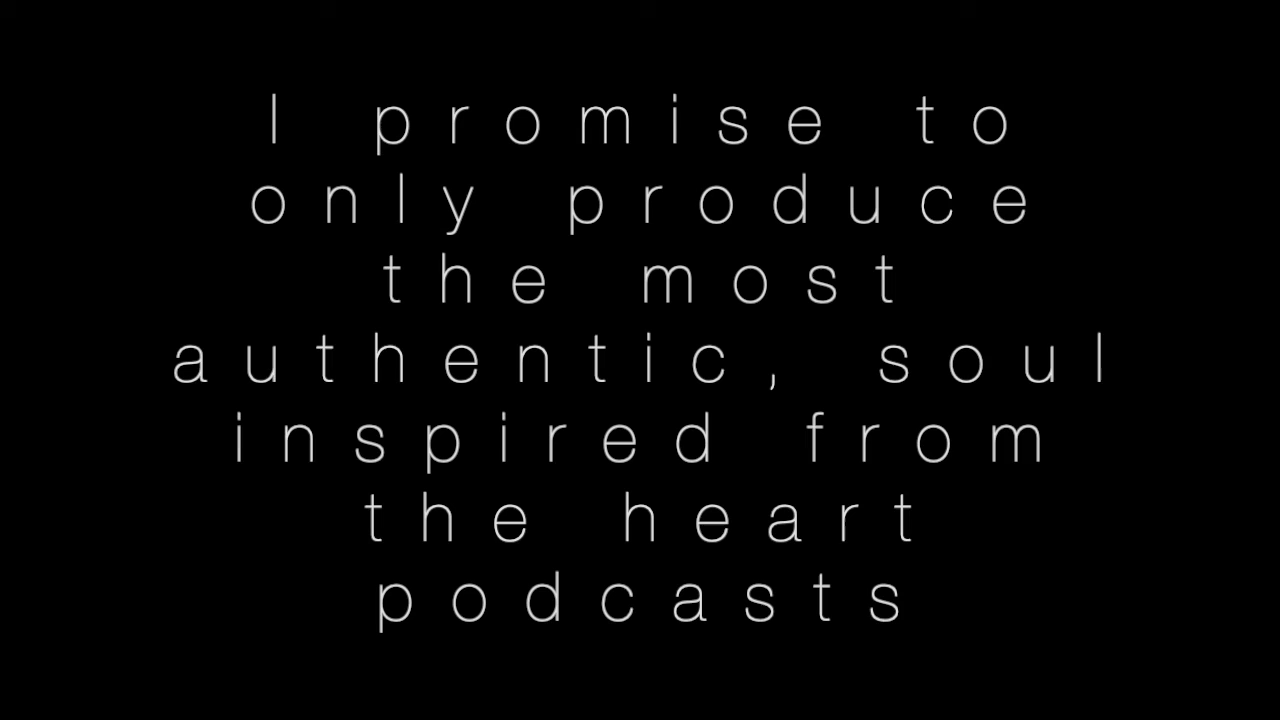 I promise to
only produce
the most
authentic, soul
inspired from
the heart
podcasts